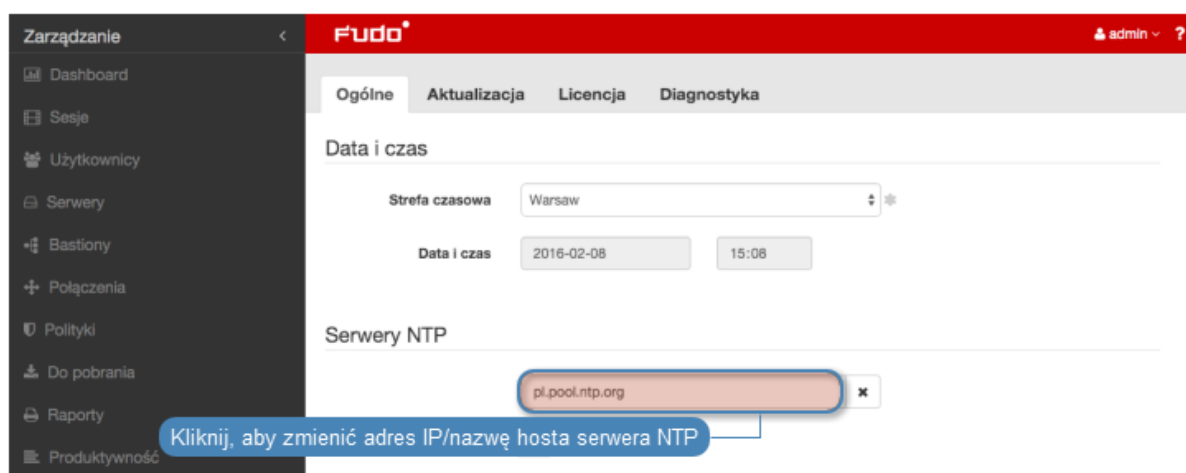 Zarządzanie
FUDO
admin
?
Dashboard
Sesje
Użytkownicy
Serwery
Bastiony
Połączenia
Polityki
Do pobrania
Raporty
Produktywność
Ogólne Aktualizacja Licencja Diagnostyka
Data i czas
Strefa czasowa Warsaw
Data i czas 2016-02-08 15:08
Serwery NTP
pl.pool.ntp.org
Kliknij, aby zmienić adres IP/nazwę hosta serwera NTP